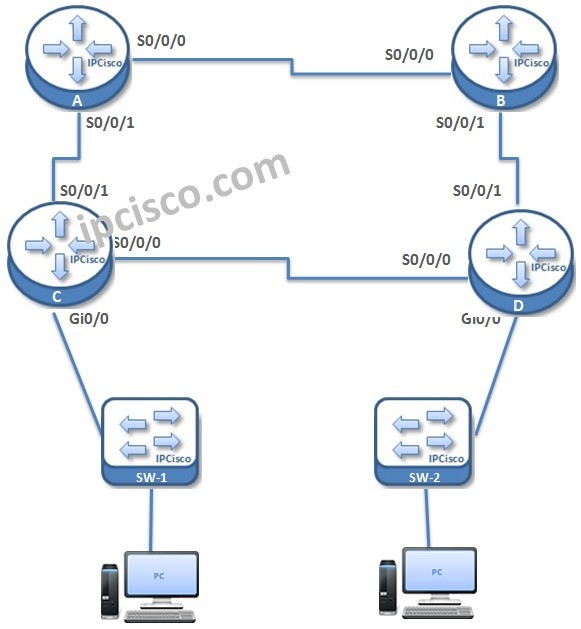 S0/0/0
S0/0/0
IPCisco
IPCisco
A
B
S0/0/1
S0/0/1
ipcisco.com
S0/0/1
S0/0/1
S0/0/0
S0/0/0
IPCisco
IPCisco
C
D
Gi0/0
Gi0/0
IPCisco
IPCisco
SW-1
SW-2
PC
PC